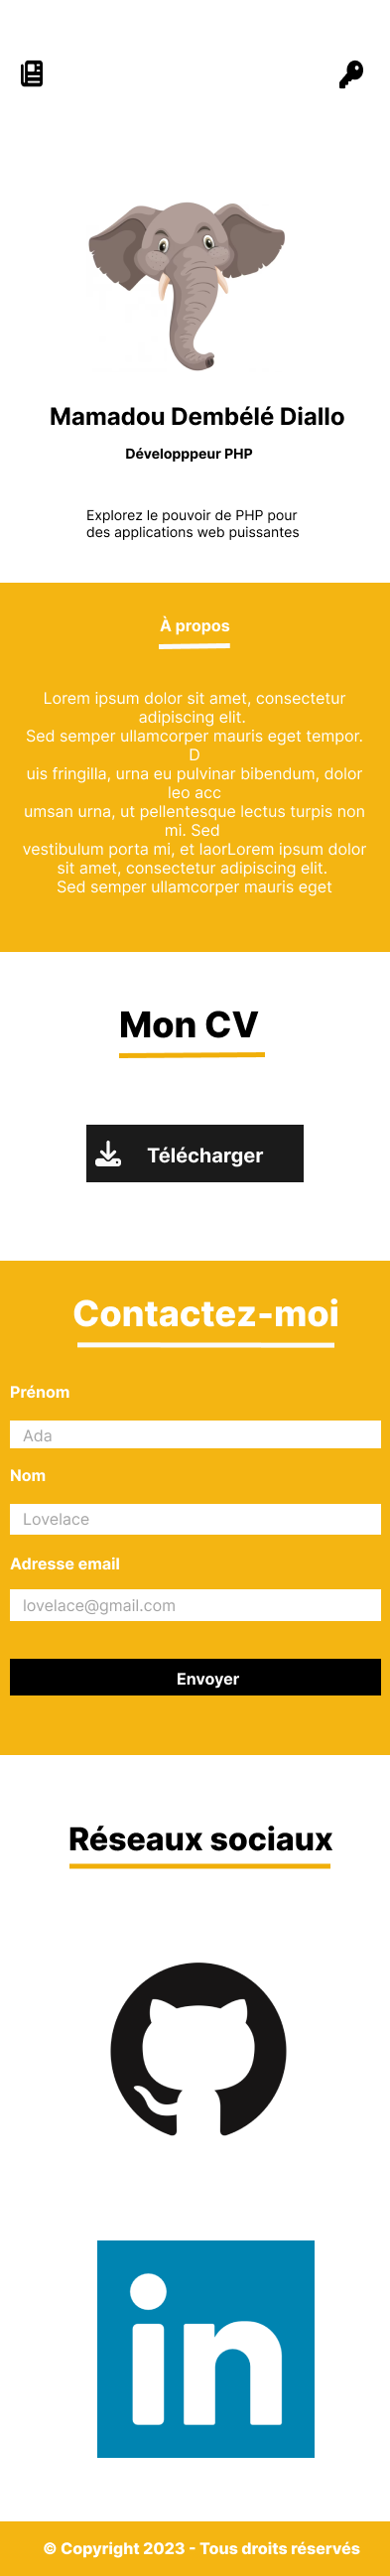 Mamadou Dembélé Diallo
Développpeur PHP
Explorez le pouvoir de PHP pour
des applications web puissantes
À propos
Lorem ipsum dolor sit amet, consectetur
adipiscing elit.
Sed semper ullamcorper mauris eget tempor.
D
uis fringilla, urna eu pulvinar bibendum, dolor
leo acc
umsan urna, ut pellentesque lectus turpis non
mi. Sed
vestibulum porta mi, et laorLorem ipsum dolor
sit amet, consectetur adipiscing elit.
Sed semper ullamcorper mauris eget
Mon CV
Télécharger
Contactez-moi
Prénom
Ada
Nom
Lovelace
Adresse email
lovelace@gmail.com
Envoyer
Réseaux sociaux
in
© Copyright 2023 - Tous droits réservés